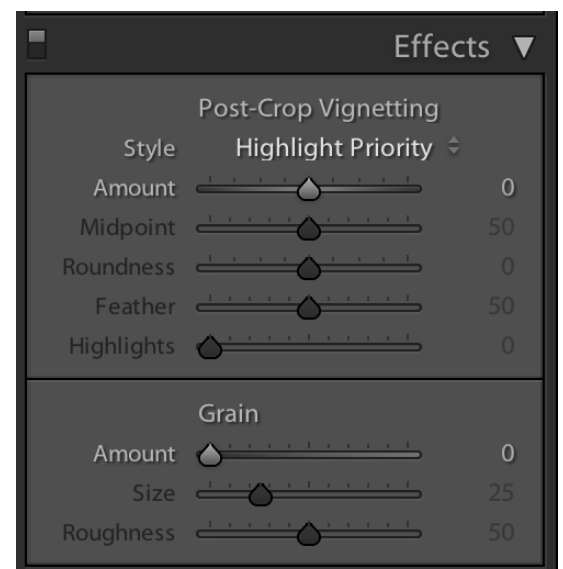 Effects
Post-Crop Vignetting
Style Highlight Priority
Amount 0
Midpoint 50
Roundness 0
Feather 50
Highlights 0
Grain
Amount 0
Size 25
Roughness 50